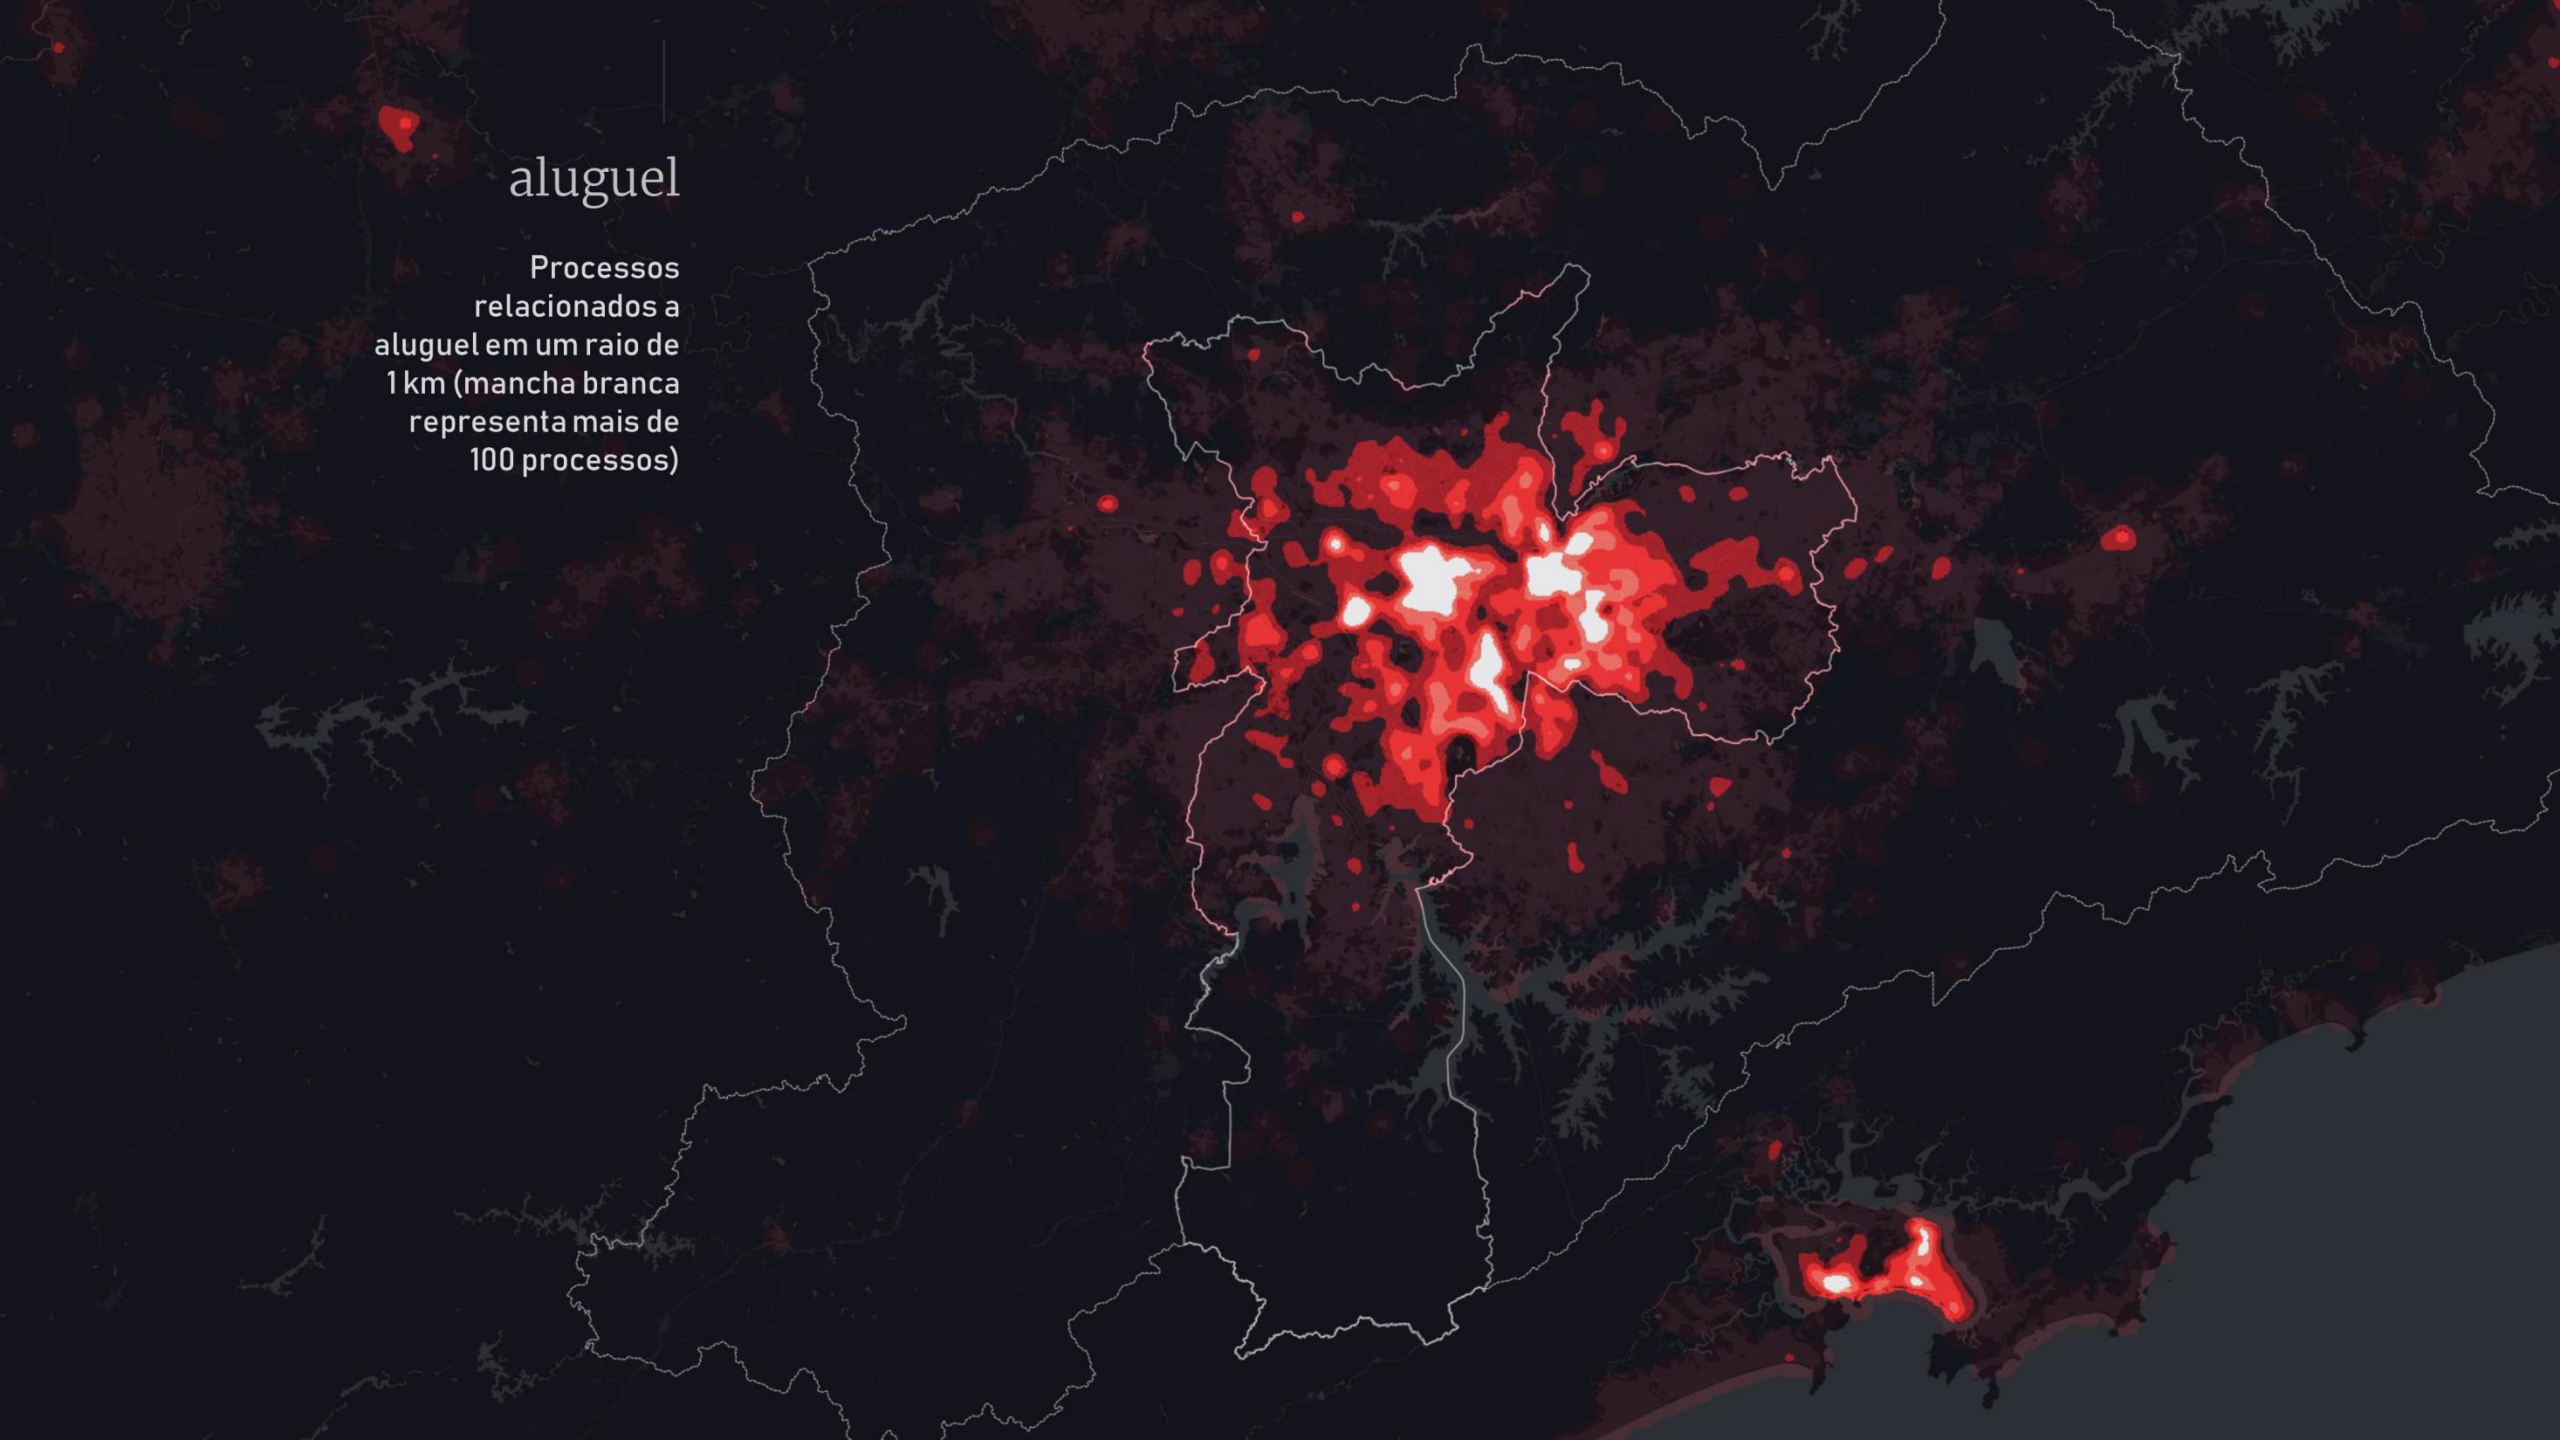 aluguel
Processos
relacionados a
aluguel em um raio de
1 km (mancha branca
representa mais de
100 processos)